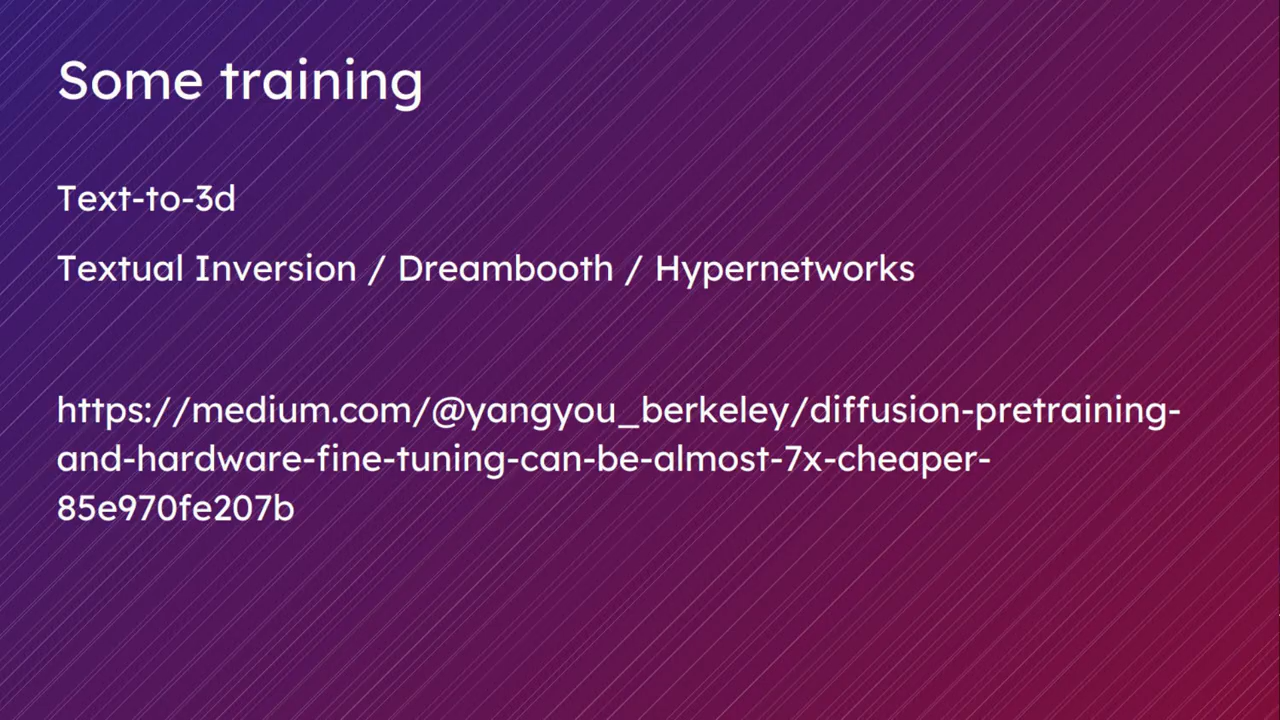 Some training
Text-to-3d
Textual Inversion / Dreambooth / Hypernetworks
https://medium.com/@yangyou_berkeley/diffusion-pretraining-
and-hardware-fine-tuning-can-be-almost-7x-cheaper-
85e970fe207b